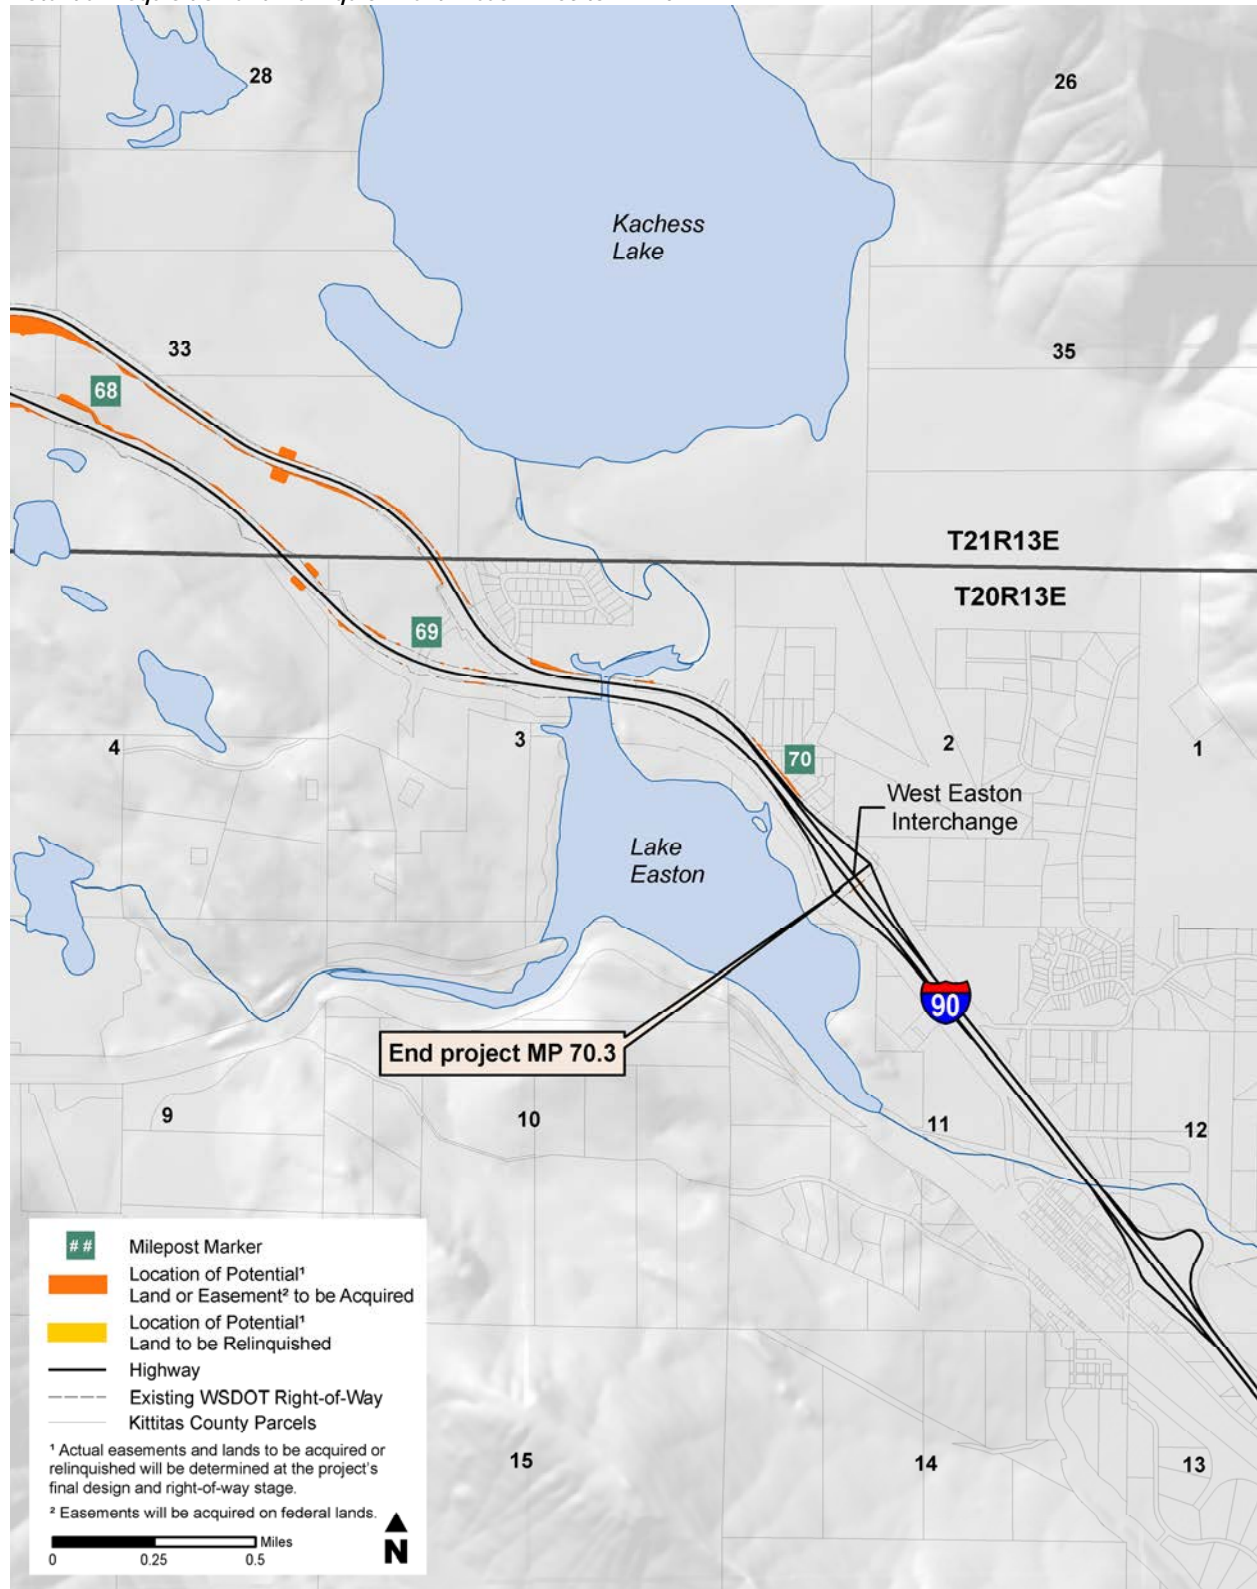 28
26
Kachess
Lake
33
35
68
T21R13E
T20R13E
69
4
3
70
2
1
West Easton
Interchange
Lake
Easton
90
End project MP 70.3
9
10
11
12
## Milepost Marker
Location of Potential¹
Land or Easement² to be Acquired
Location of Potential¹
Land to be Relinquished
Highway
Existing WSDOT Right-of-Way
Kittitas County Parcels
¹ Actual easements and lands to be acquired or
relinquished will be determined at the project's
final design and right-of-way stage.
² Easements will be acquired on federal lands.
Miles
0 0.25 0.5
N
15
14
13